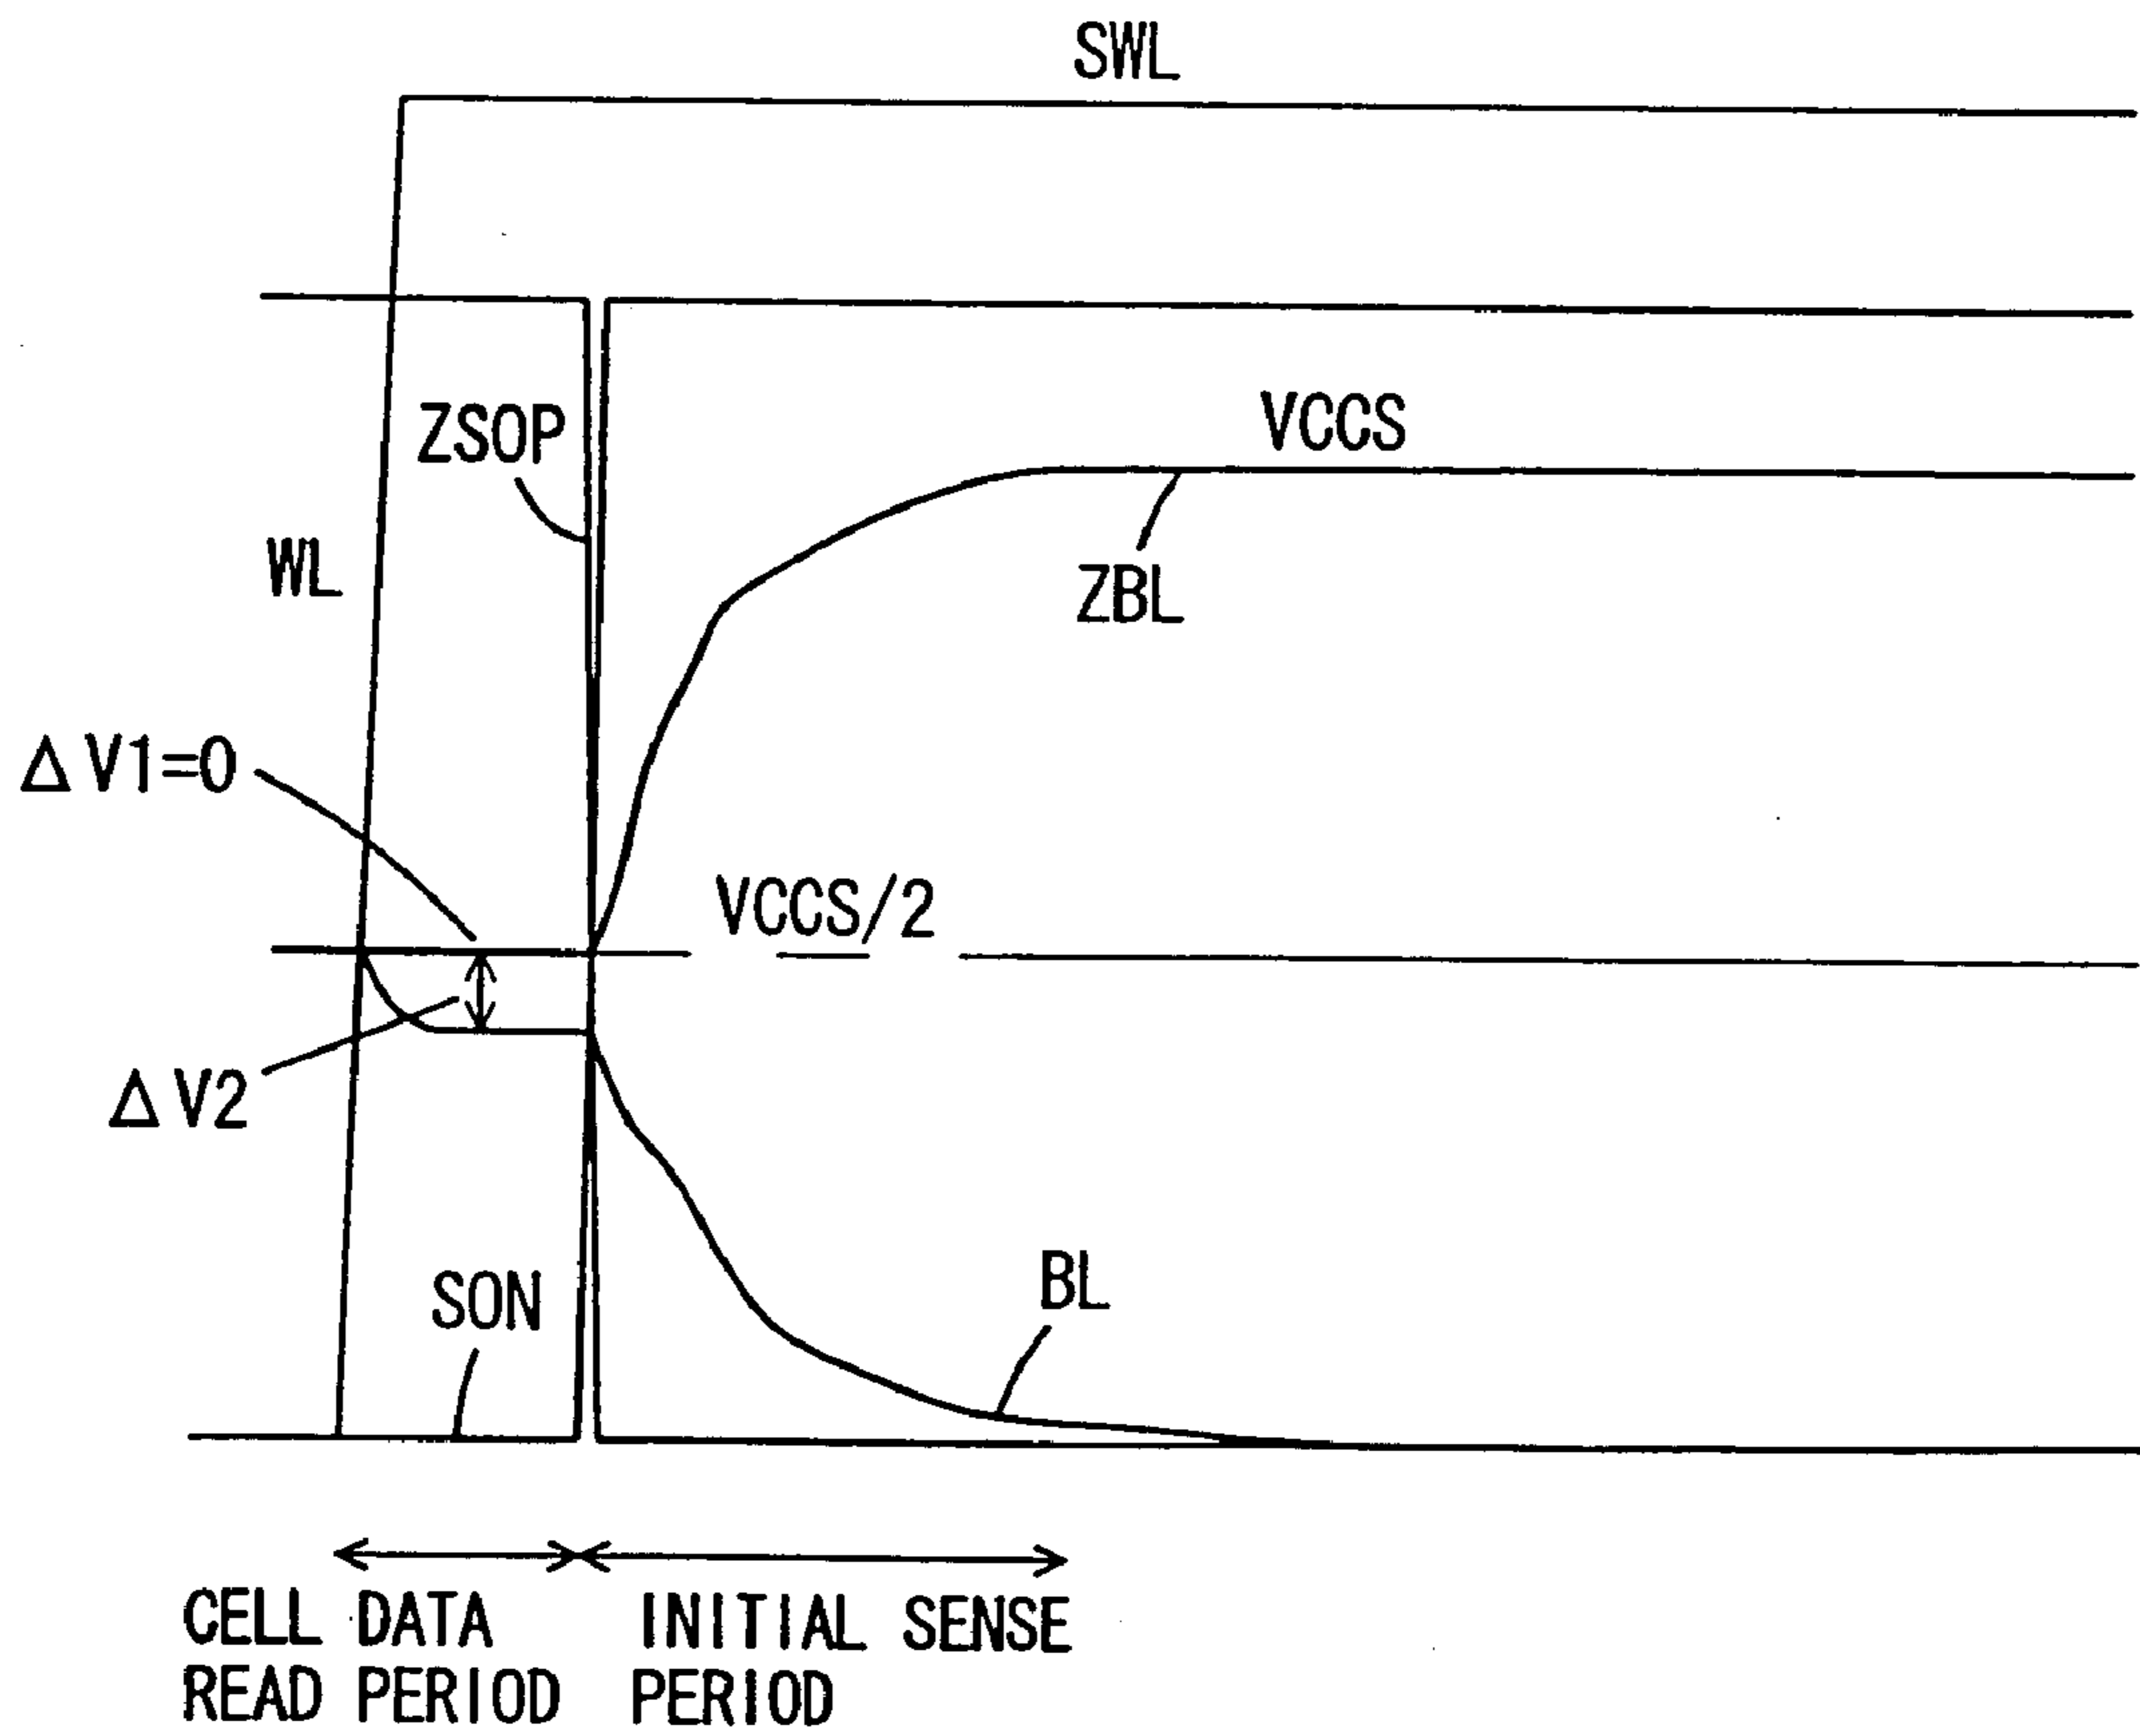 SWL
ZSOP
VCCS
WL
ZBL
ΔV1=0
VCCS/2
ΔV2
SON
BL
CELL DATA
READ PERIOD
INITIAL SENSE
PERIOD